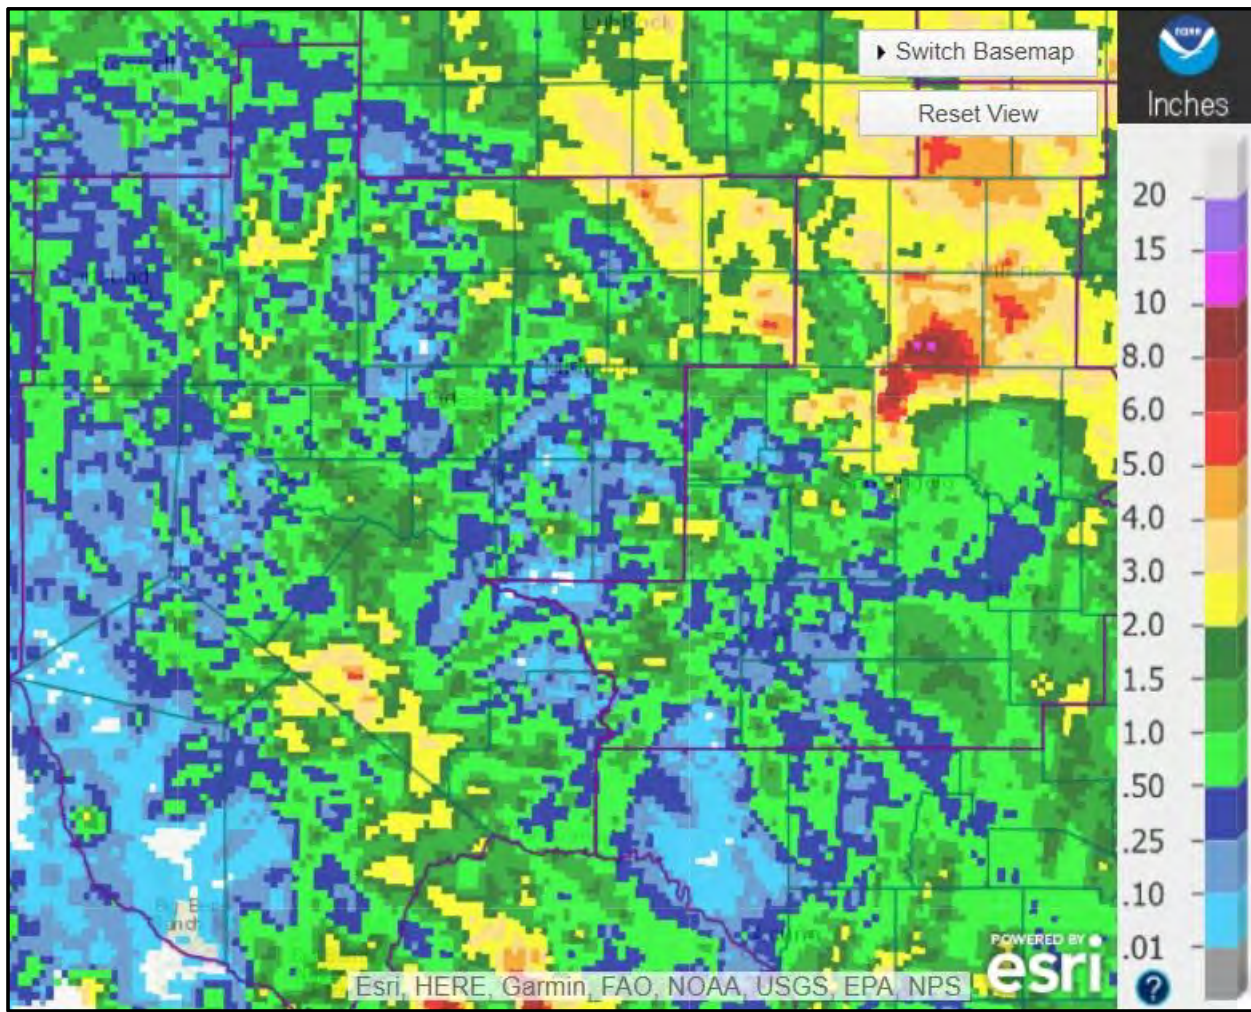 Lubbock
Switch Basemap
Reset View
NOAA
Inches
20
15
10
8.0
6.0
5.0
4.0
3.0
2.0
1.5
1.0
.50
.25
.10
.01
?
POWERED BY
esri
Esri, HERE, Garmin, FAO, NOAA, USGS, EPA, NPS